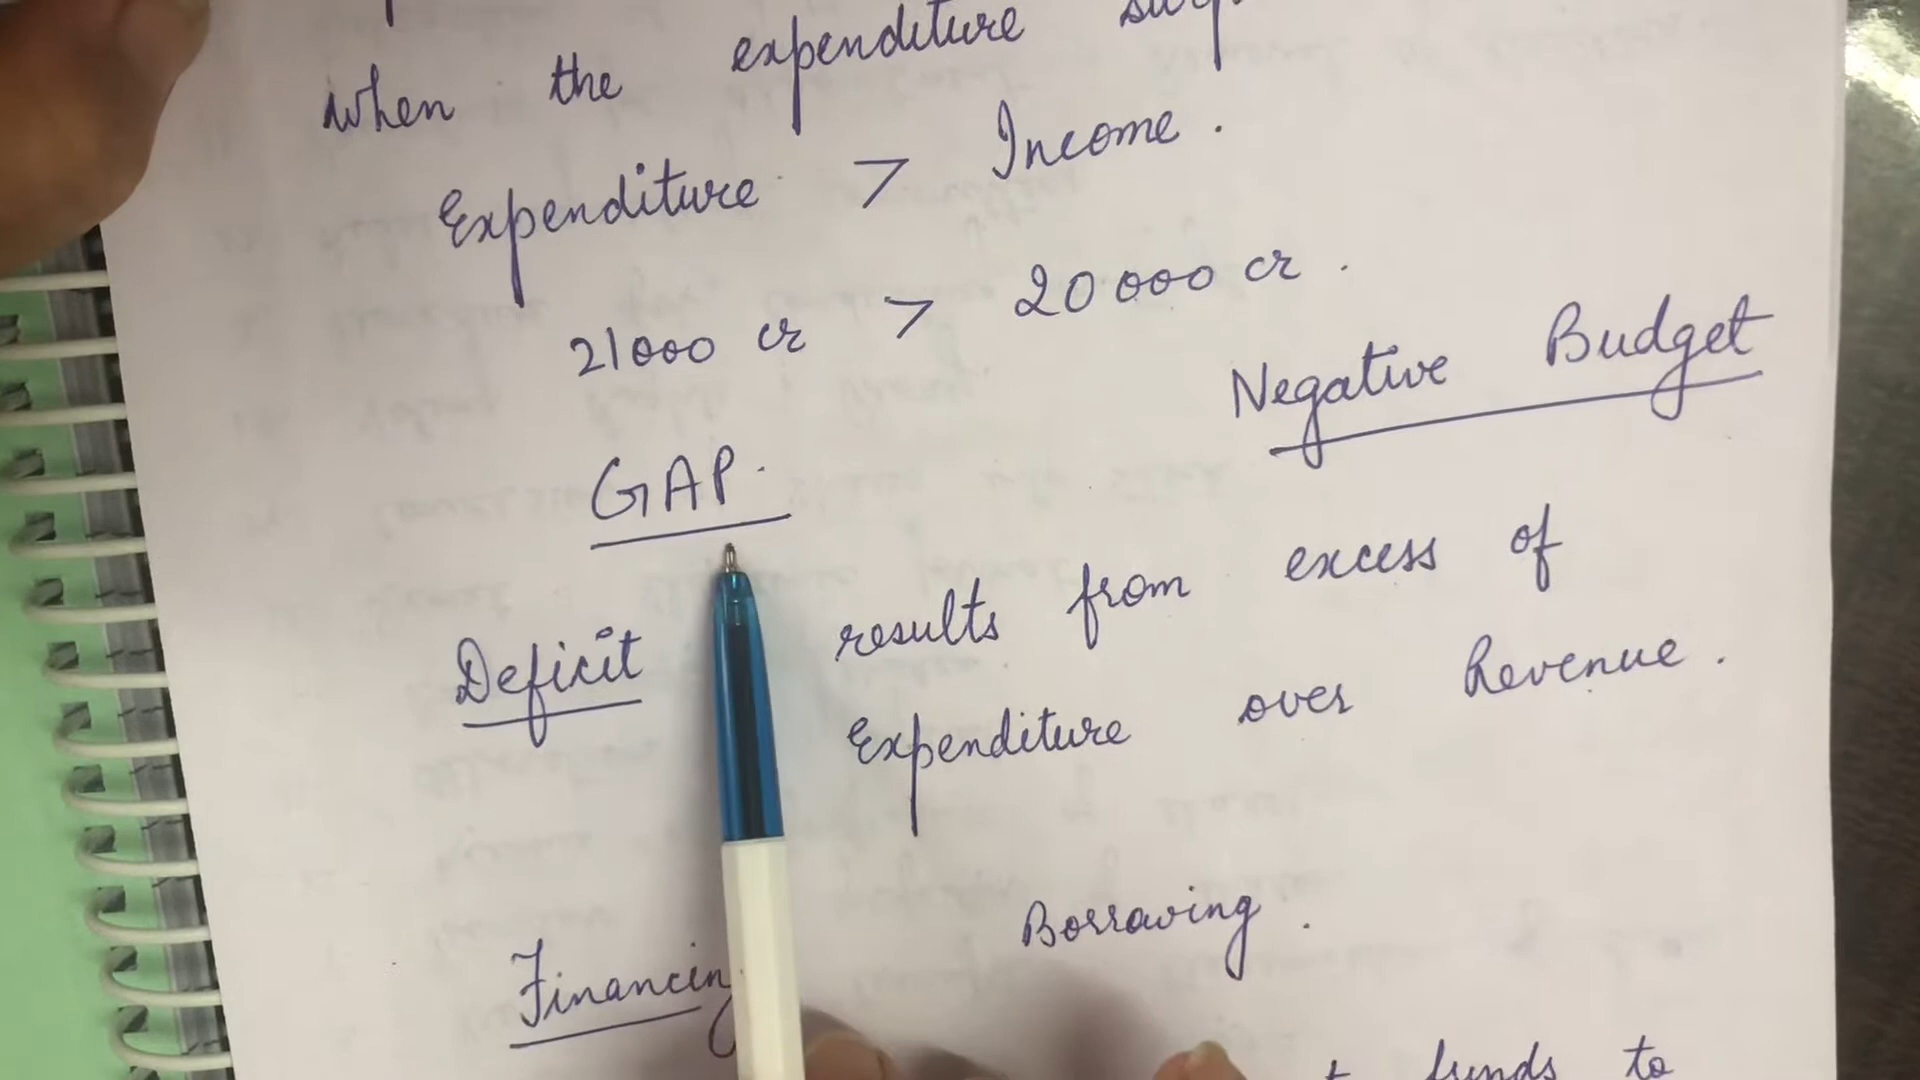 when the expenditure
Expenditure > Income.
21000 cr > 20000 cr.
Negative Budget
GAP.
Deficit results from excess of
Expenditure over Revenue.
Financing Borrowing.
funds to